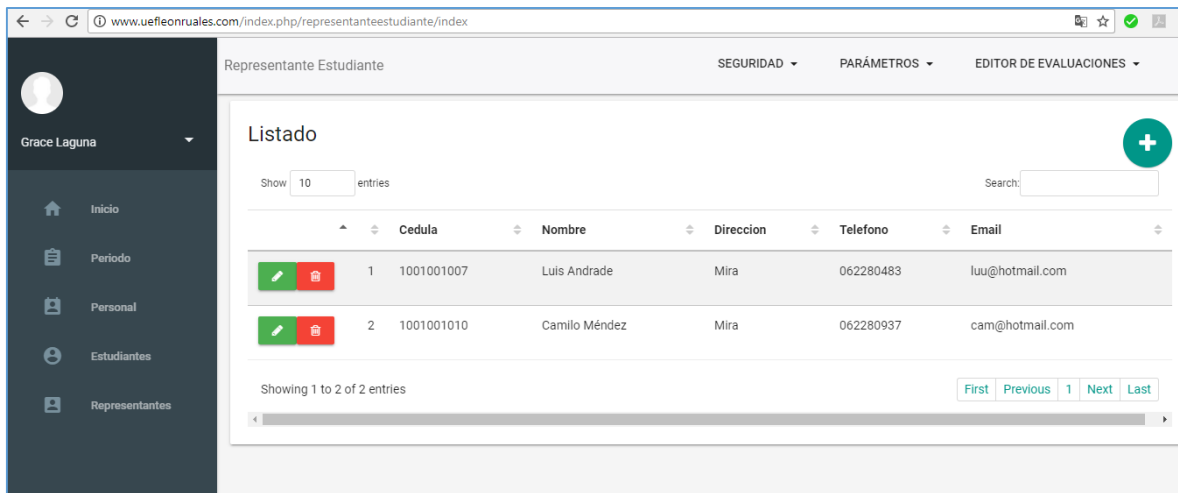 www.uefleonruales.com/index.php/representanteestudiante/index
Representante Estudiante SEGURIDAD PARÁMETROS EDITOR DE EVALUACIONES
Grace Laguna
Inicio
Periodo
Personal
Estudiantes
Representantes
Listado
Show 10 entries Search:
Cedula Nombre Direccion Telefono Email
1 1001001007 Luis Andrade Mira 062280483 luu@hotmail.com
2 1001001010 Camilo Méndez Mira 062280937 cam@hotmail.com
Showing 1 to 2 of 2 entries First Previous 1 Next Last